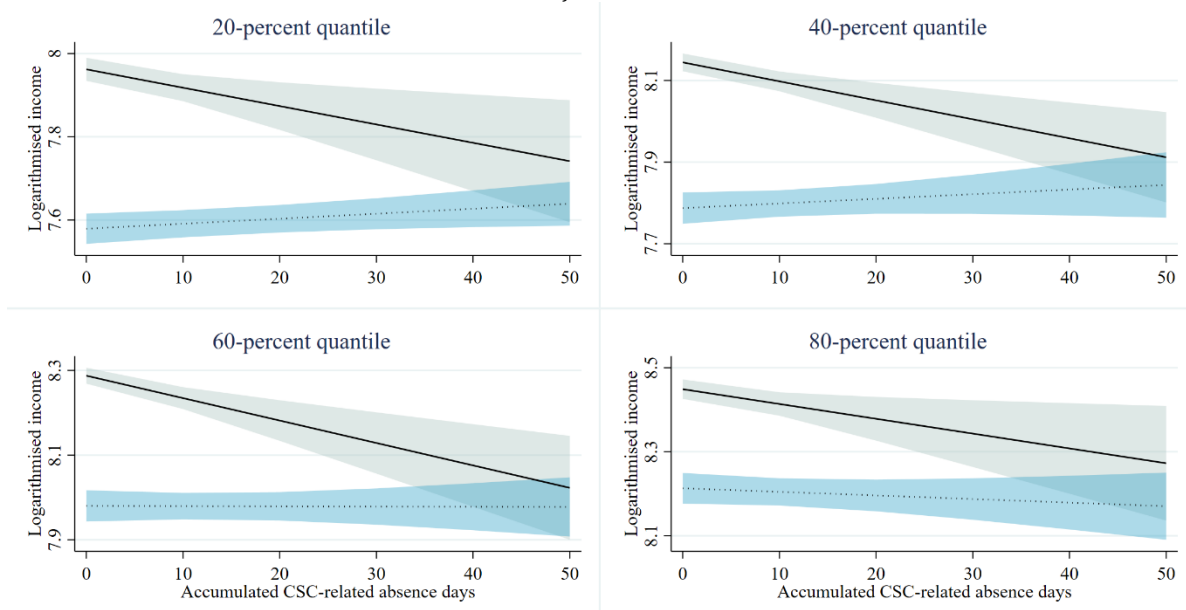 20-percent quantile
Logarithmised income
8
7.8
7.6
0 10 20 30 40 50
40-percent quantile
Logarithmised income
8.1
7.9
7.7
0 10 20 30 40 50
60-percent quantile
Logarithmised income
8.3
8.1
7.9
0 10 20 30 40 50
Accumulated CSC-related absence days
80-percent quantile
Logarithmised income
8.5
8.3
8.1
0 10 20 30 40 50
Accumulated CSC-related absence days